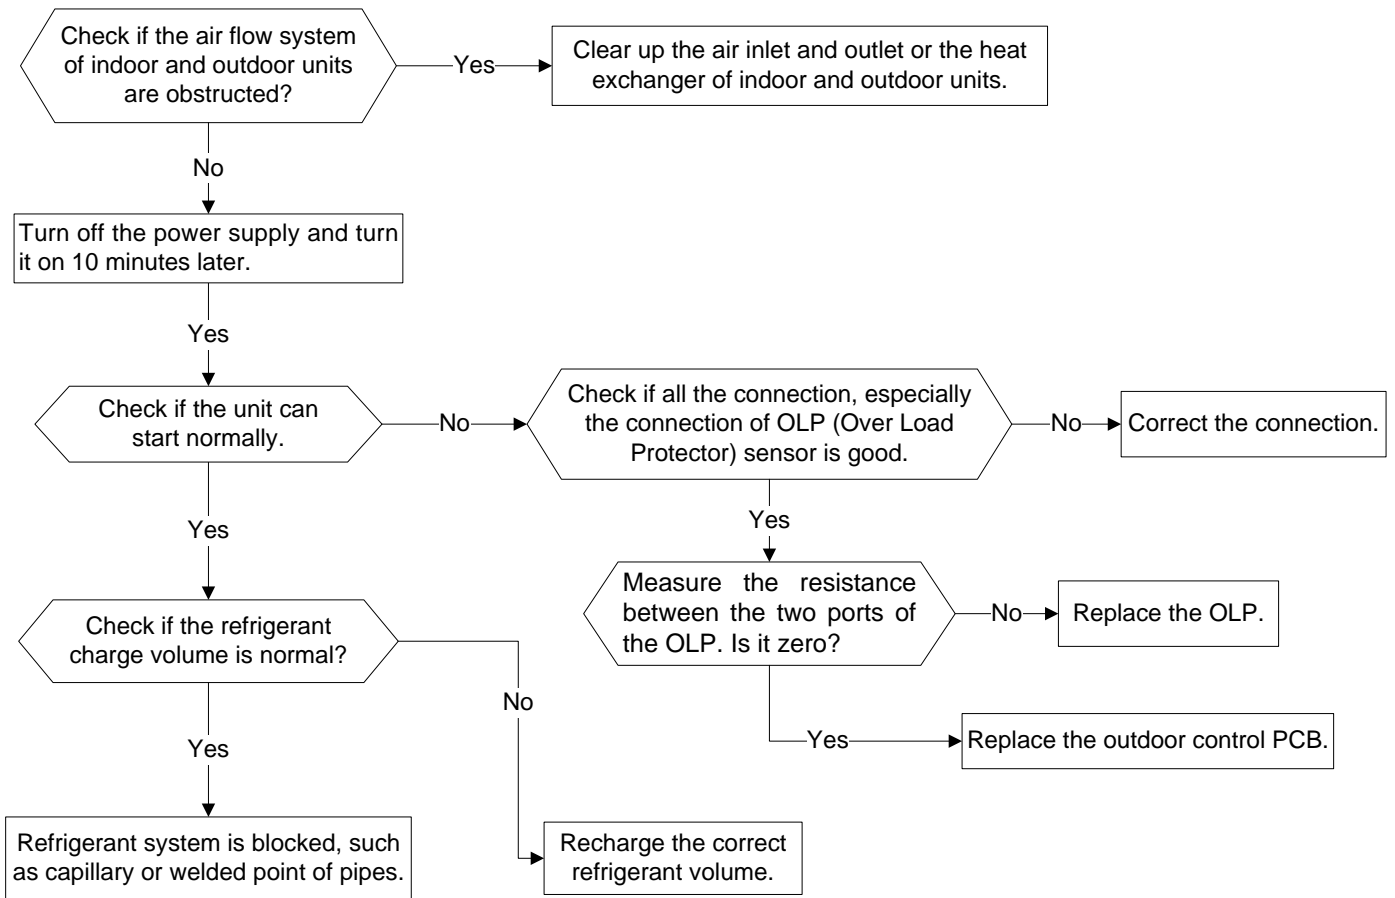 Check if the air flow system
of indoor and outdoor units
are obstructed?
Yes
Clear up the air inlet and outlet or the heat
exchanger of indoor and outdoor units.
No
Turn off the power supply and turn
it on 10 minutes later.
Yes
Check if the unit can
start normally.
No
Check if all the connection, especially
the connection of OLP (Over Load
Protector) sensor is good.
No
Correct the connection.
Yes
Yes
Measure the resistance
between the two ports of
the OLP. Is it zero?
No
Replace the OLP.
Check if the refrigerant
charge volume is normal?
No
Yes
Replace the outdoor control PCB.
Yes
Refrigerant system is blocked, such
as capillary or welded point of pipes.
Recharge the correct
refrigerant volume.